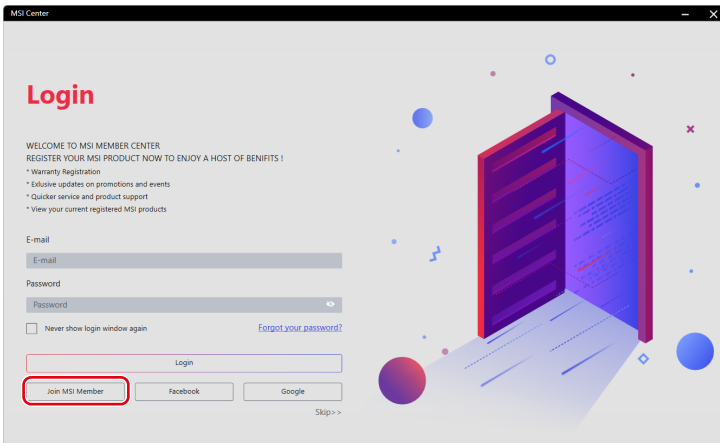 MSI Center
Login
WELCOME TO MSI MEMBER CENTER
REGISTER YOUR MSI PRODUCT NOW TO ENJOY A HOST OF BENIFITS !
* Warranty Registration
* Exlusive updates on promotions and events
* Quicker service and product support
* View your current registered MSI products
E-mail
E-mail
Password
Password
Never show login window again Forgot your password?
Login
Join MSI Member Facebook Google
Skip>>